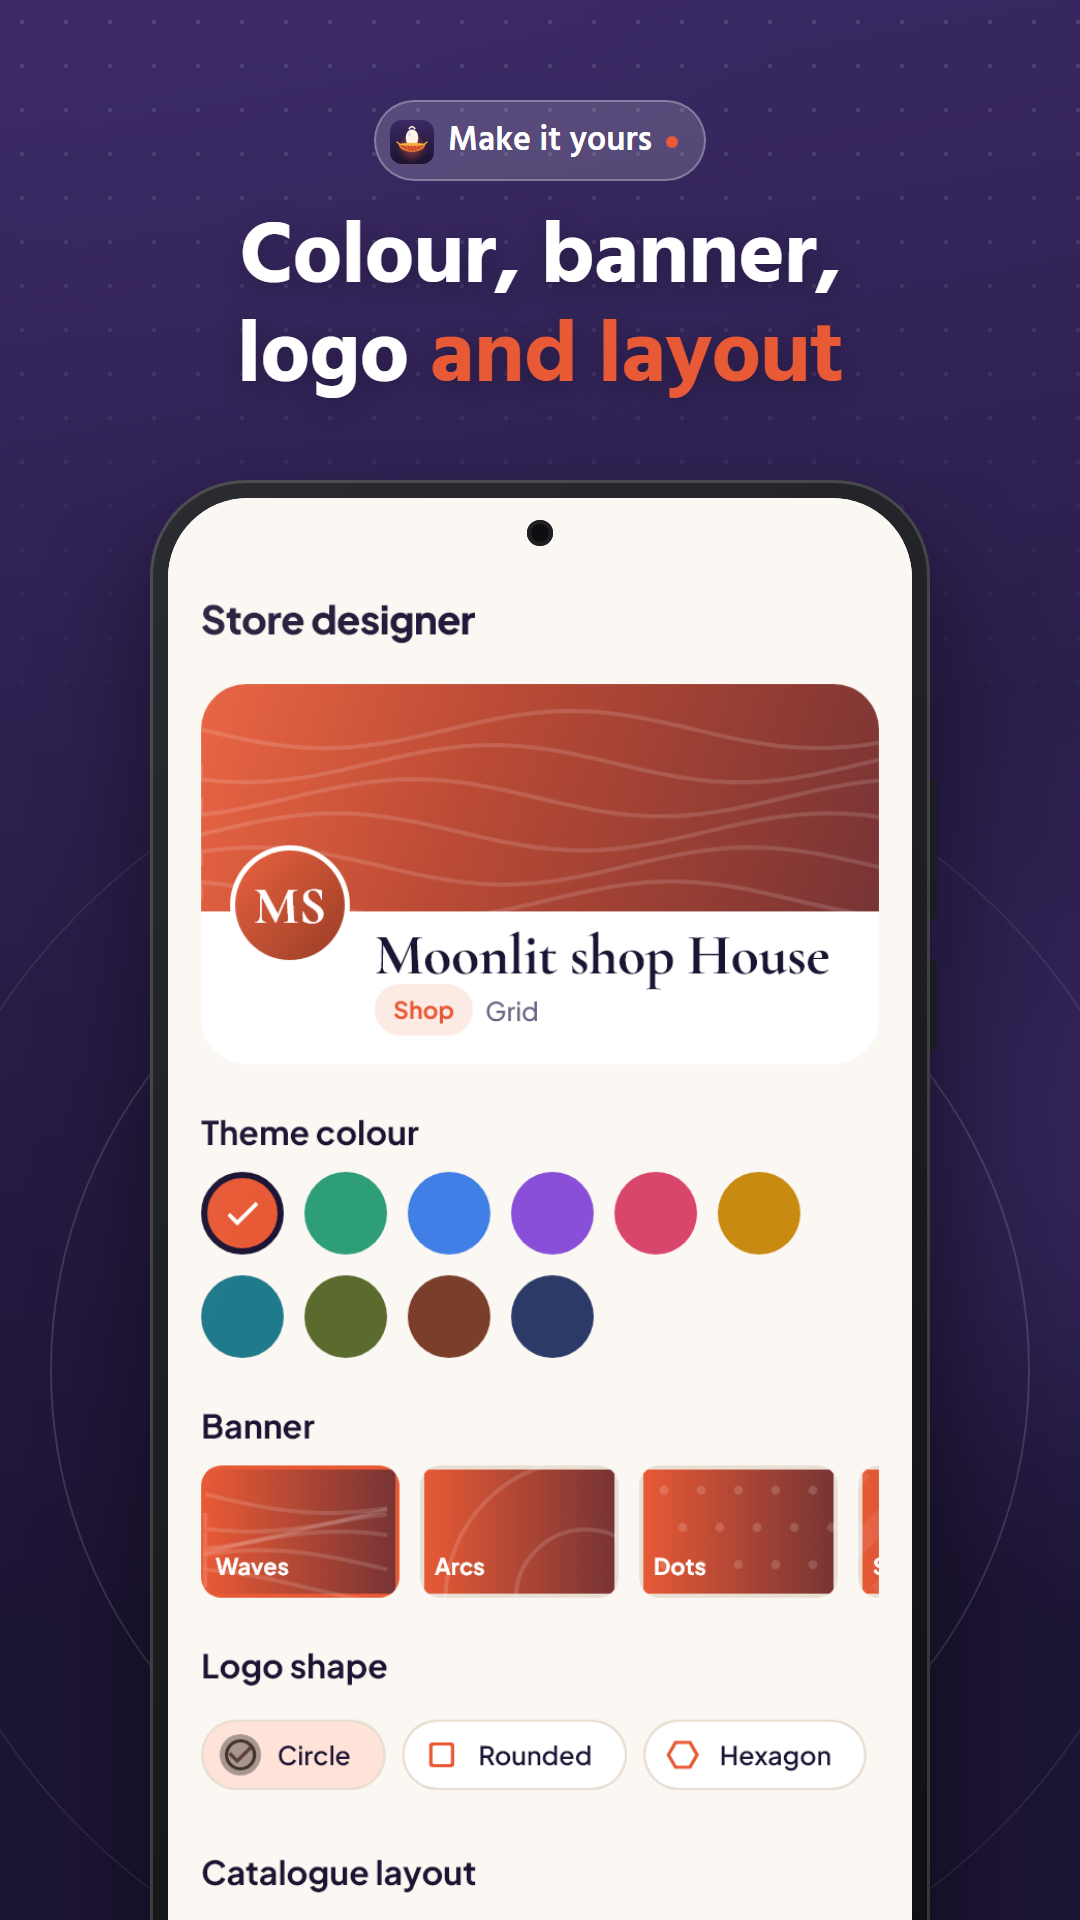 Make it yours
Colour, banner,
logo and layout
Store designer
MS
Moonlit shop House
Shop Grid
Theme colour
Banner
Waves Arcs Dots
Logo shape
Circle Rounded Hexagon
Catalogue layout